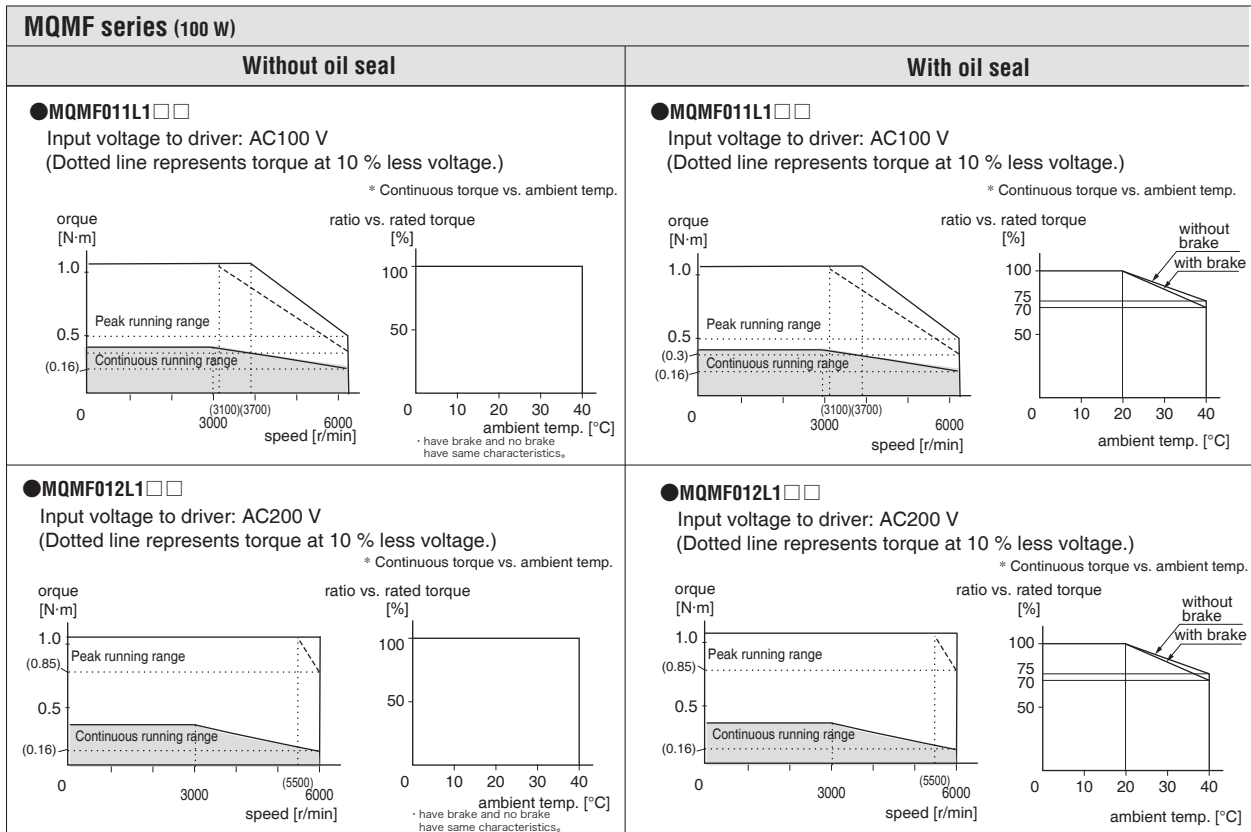 MQMF series (100 W)
Without oil seal
With oil seal
●MQMF011L1□□
Input voltage to driver: AC100 V
(Dotted line represents torque at 10 % less voltage.)
* Continuous torque vs. ambient temp.
orque
[N·m]
1.0
0.5
(0.16)
Peak running range
Continuous running range
0
(3100)(3700)
3000
6000
speed [r/min]
ratio vs. rated torque
[%]
100
50
0
10
20
30
40
ambient temp. [°C]
· have brake and no brake
have same characteristics。
●MQMF011L1□□
Input voltage to driver: AC100 V
(Dotted line represents torque at 10 % less voltage.)
* Continuous torque vs. ambient temp.
orque
[N·m]
1.0
0.5
(0.3)
(0.16)
Peak running range
Continuous running range
0
(3100)(3700)
3000
6000
speed [r/min]
ratio vs. rated torque
[%]
without
brake
with brake
100
75
70
50
0
10
20
30
40
ambient temp. [°C]
●MQMF012L1□□
Input voltage to driver: AC200 V
(Dotted line represents torque at 10 % less voltage.)
* Continuous torque vs. ambient temp.
orque
[N·m]
1.0
(0.85)
0.5
(0.16)
Peak running range
Continuous running range
0
3000
(5500)
6000
speed [r/min]
ratio vs. rated torque
[%]
100
50
0
10
20
30
40
ambient temp. [°C]
· have brake and no brake
have same characteristics。
●MQMF012L1□□
Input voltage to driver: AC200 V
(Dotted line represents torque at 10 % less voltage.)
* Continuous torque vs. ambient temp.
orque
[N·m]
1.0
(0.85)
0.5
(0.16)
Peak running range
Continuous running range
0
3000
(5500)
6000
speed [r/min]
ratio vs. rated torque
[%]
without
brake
with brake
100
75
70
50
0
10
20
30
40
ambient temp. [°C]